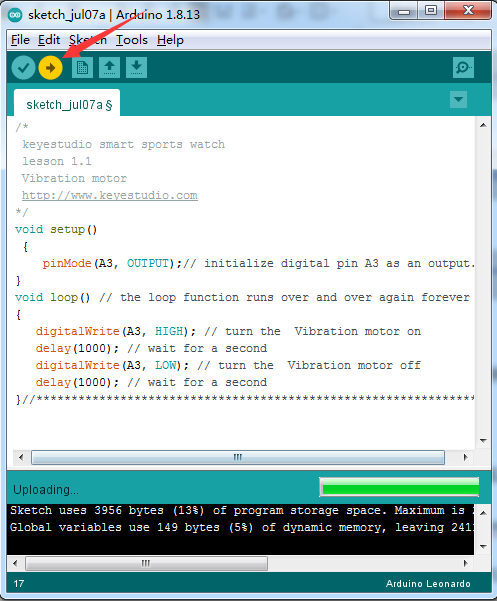 sketch_jul07a | Arduino 1.8.13
File Edit Sketch Tools Help
sketch_jul07a §
/*
keyestudio smart sports watch
lesson 1.1
Vibration motor
http://www.keyestudio.com
*/
void setup()
{
pinMode(A3, OUTPUT);// initialize digital pin A3 as an output.
}
void loop() // the loop function runs over and over again forever
{
digitalWrite(A3, HIGH); // turn the  Vibration motor on
delay(1000); // wait for a second
digitalWrite(A3, LOW); // turn the  Vibration motor off
delay(1000); // wait for a second
}//***************************************************************
Uploading...
Sketch uses 3956 bytes (13%) of program storage space. Maximum is
Global variables use 149 bytes (5%) of dynamic memory, leaving 241
17
Arduino Leonardo